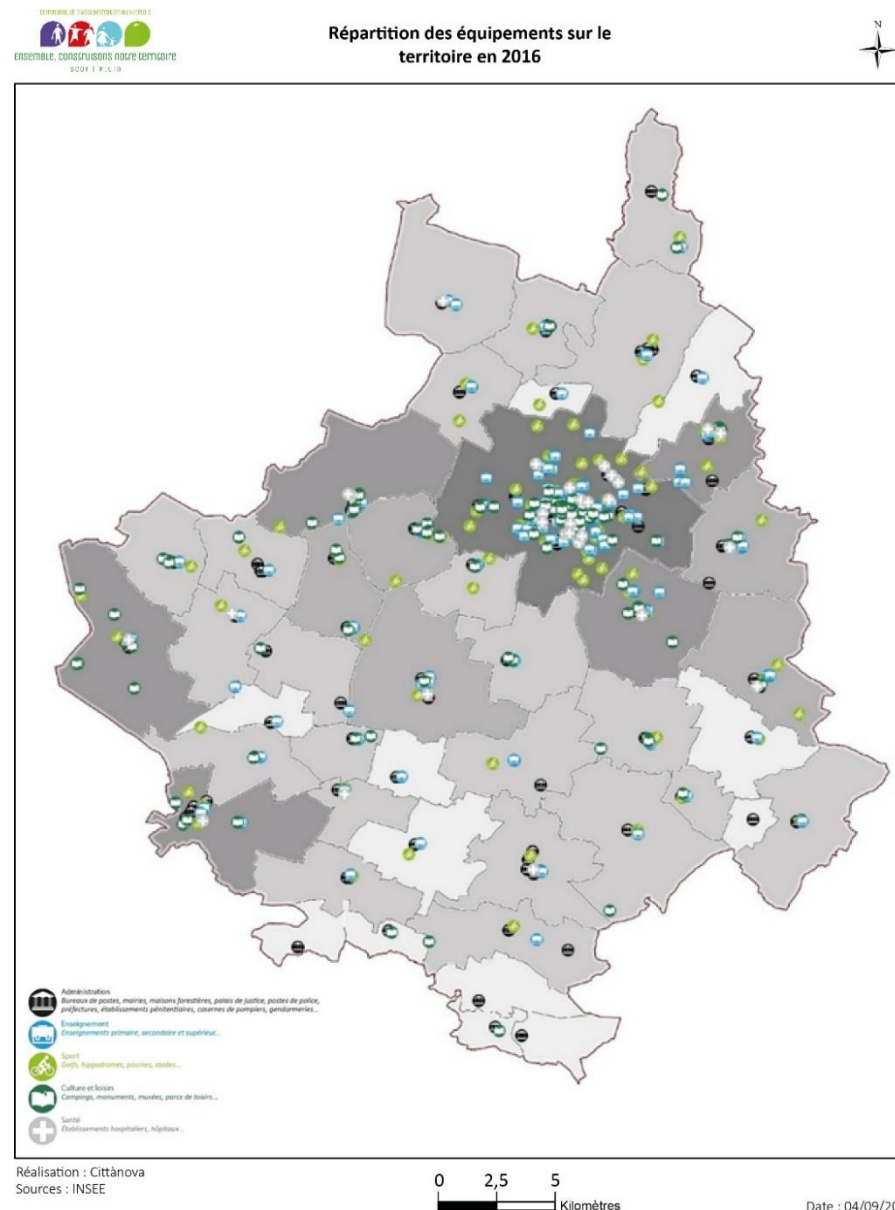 ENSEMBLE, CONSTRUISONS NOTRE TERRITOIRE
SCOT | PLUID
Répartition des équipements sur le
territoire en 2016
N
Administration
Bureaux de postes, mairies, maisons forestières, palais de justice, postes de police,
préfectures, établissements pénitentiaires, casernes de pompiers, gendarmeries...
Enseignement
Enseignements primaire, secondaire et supérieur...
Sport
Golfs, hippodromes, piscines, stades...
Culture et loisirs
Campings, monuments, musées, parcs de loisirs...
Santé
Établissements hospitaliers, hôpitaux...
Réalisation : Cittànova
Sources : INSEE
0 2,5 5
Kilomètres
Date : 04/09/20